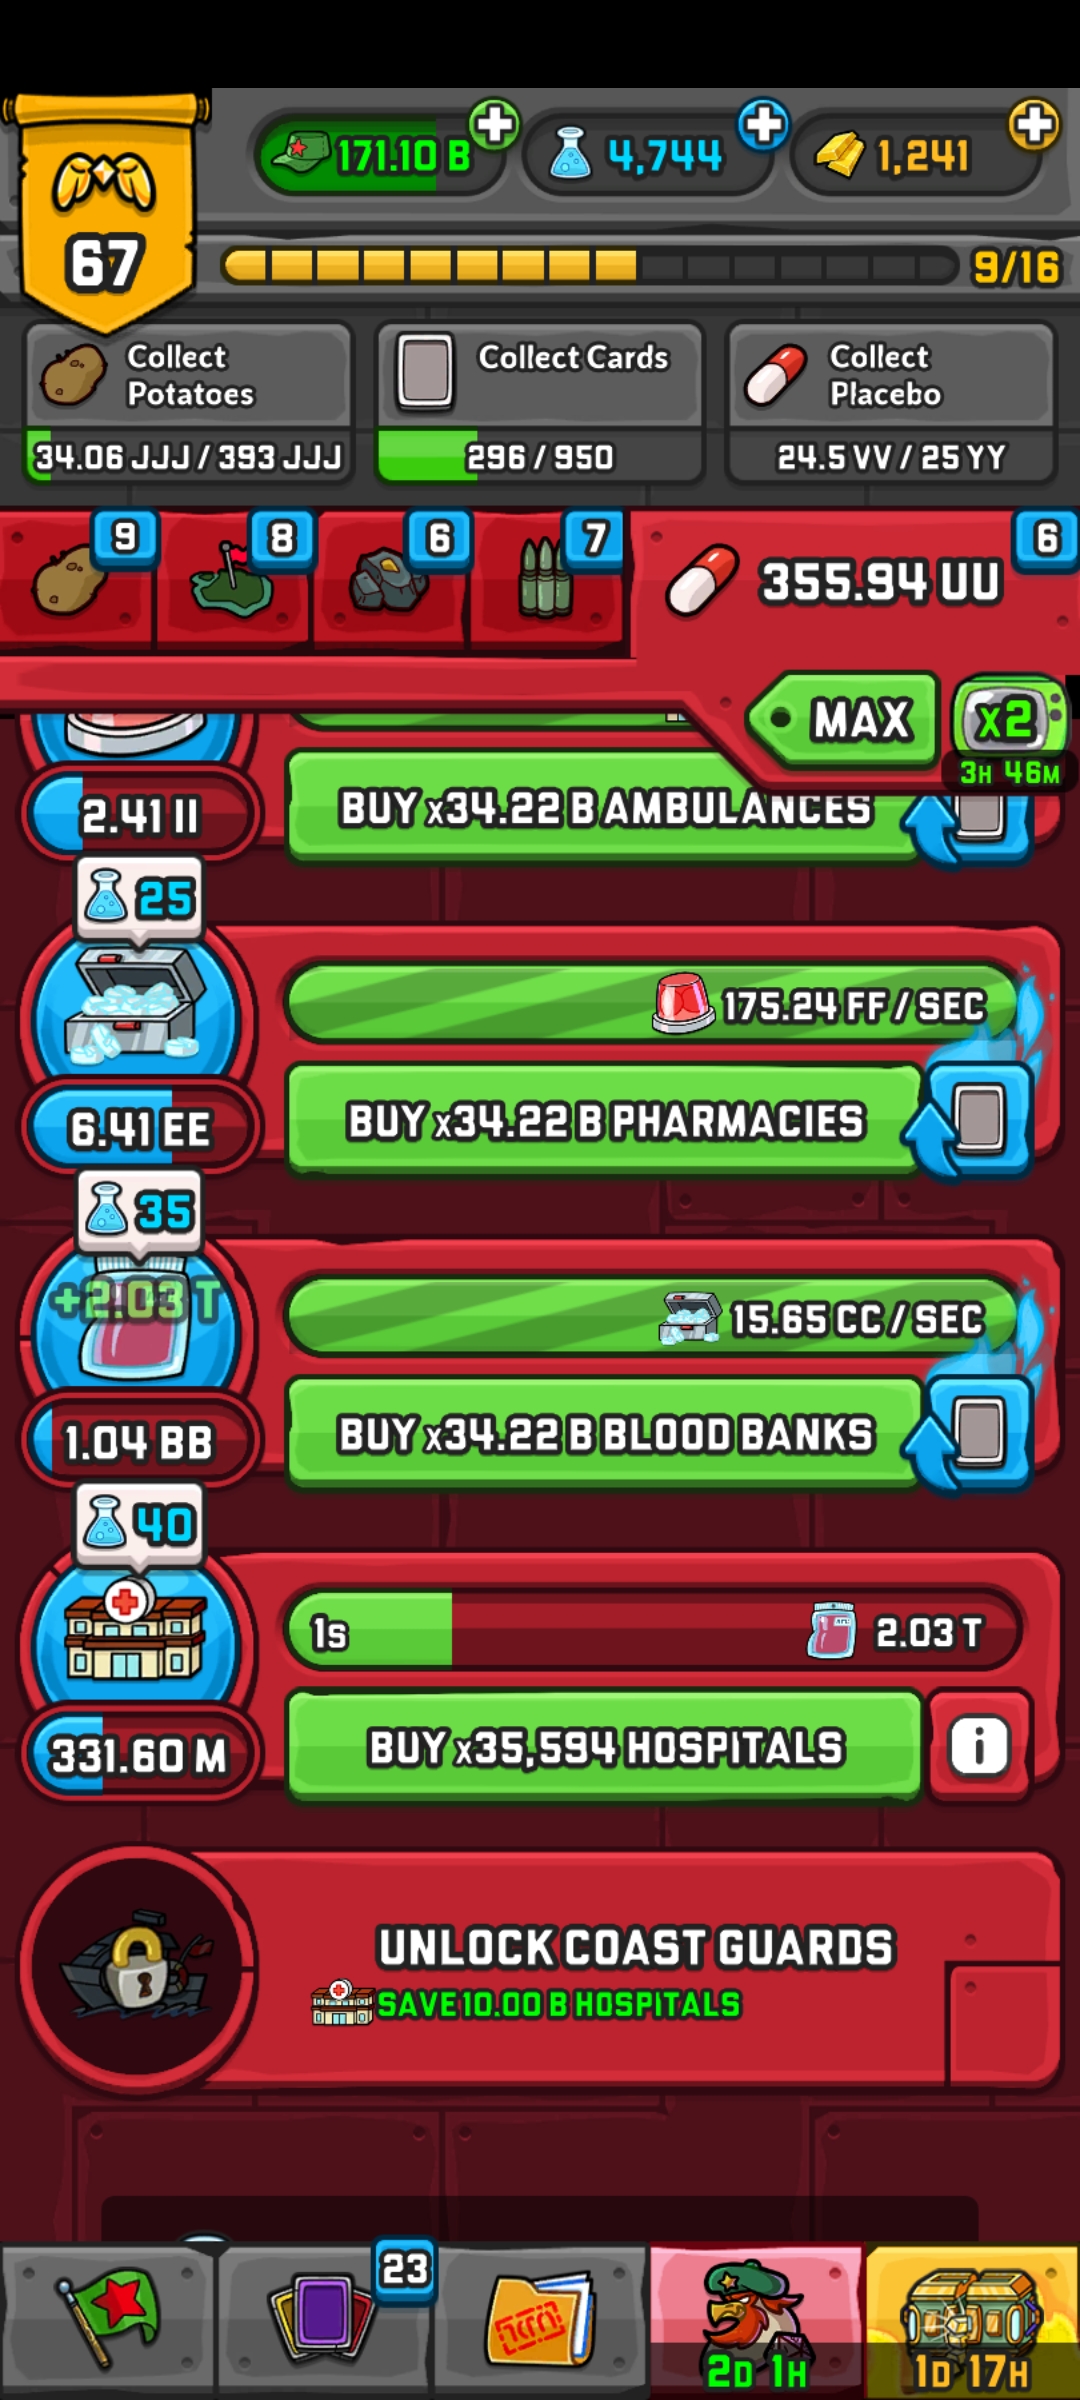 171.10 B
4,744
1,241
67
9/16
Collect
Potatoes
34.06 JJJ / 393 JJJ
Collect Cards
296 / 950
Collect
Placebo
24.5 VV / 25 YY
9
8
6
7
6
355.94 UU
MAX
x2
3H 46M
2.41 II
BUY x34.22 B AMBULANCES
25
175.24 FF / SEC
6.41 EE
BUY x34.22 B PHARMACIES
35
+2.03 T
15.65 CC / SEC
1.04 BB
BUY x34.22 B BLOOD BANKS
40
1s
2.03 T
331.60 M
BUY x35,594 HOSPITALS
i
UNLOCK COAST GUARDS
SAVE 10.00 B HOSPITALS
23
2D 1H
1D 17H